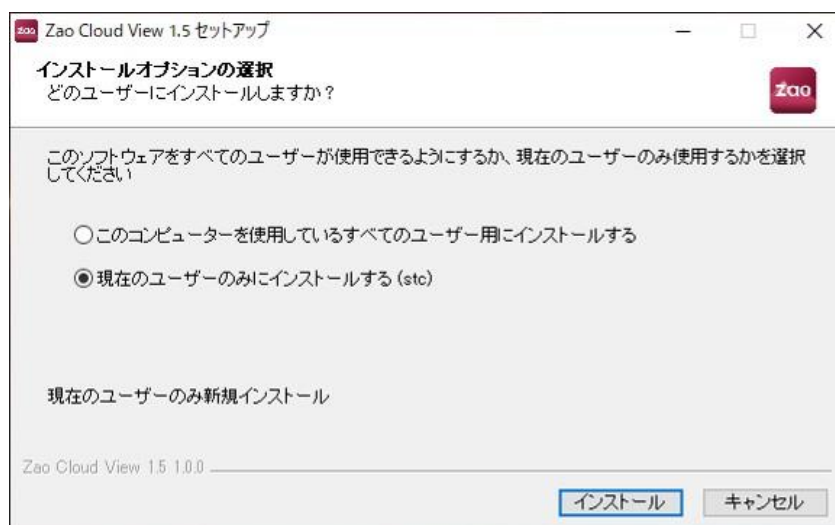 zao Zao Cloud View 1.5 セットアップ
インストールオプションの選択
どのユーザーにインストールしますか？
zao
このソフトウェアをすべてのユーザーが使用できるようにするか、現在のユーザーのみ使用するかを選択
してください
このコンピューターを使用しているすべてのユーザー用にインストールする
現在のユーザーのみにインストールする (stc)
現在のユーザーのみ新規インストール
Zao Cloud View 1.5 1.0.0
インストール キャンセル